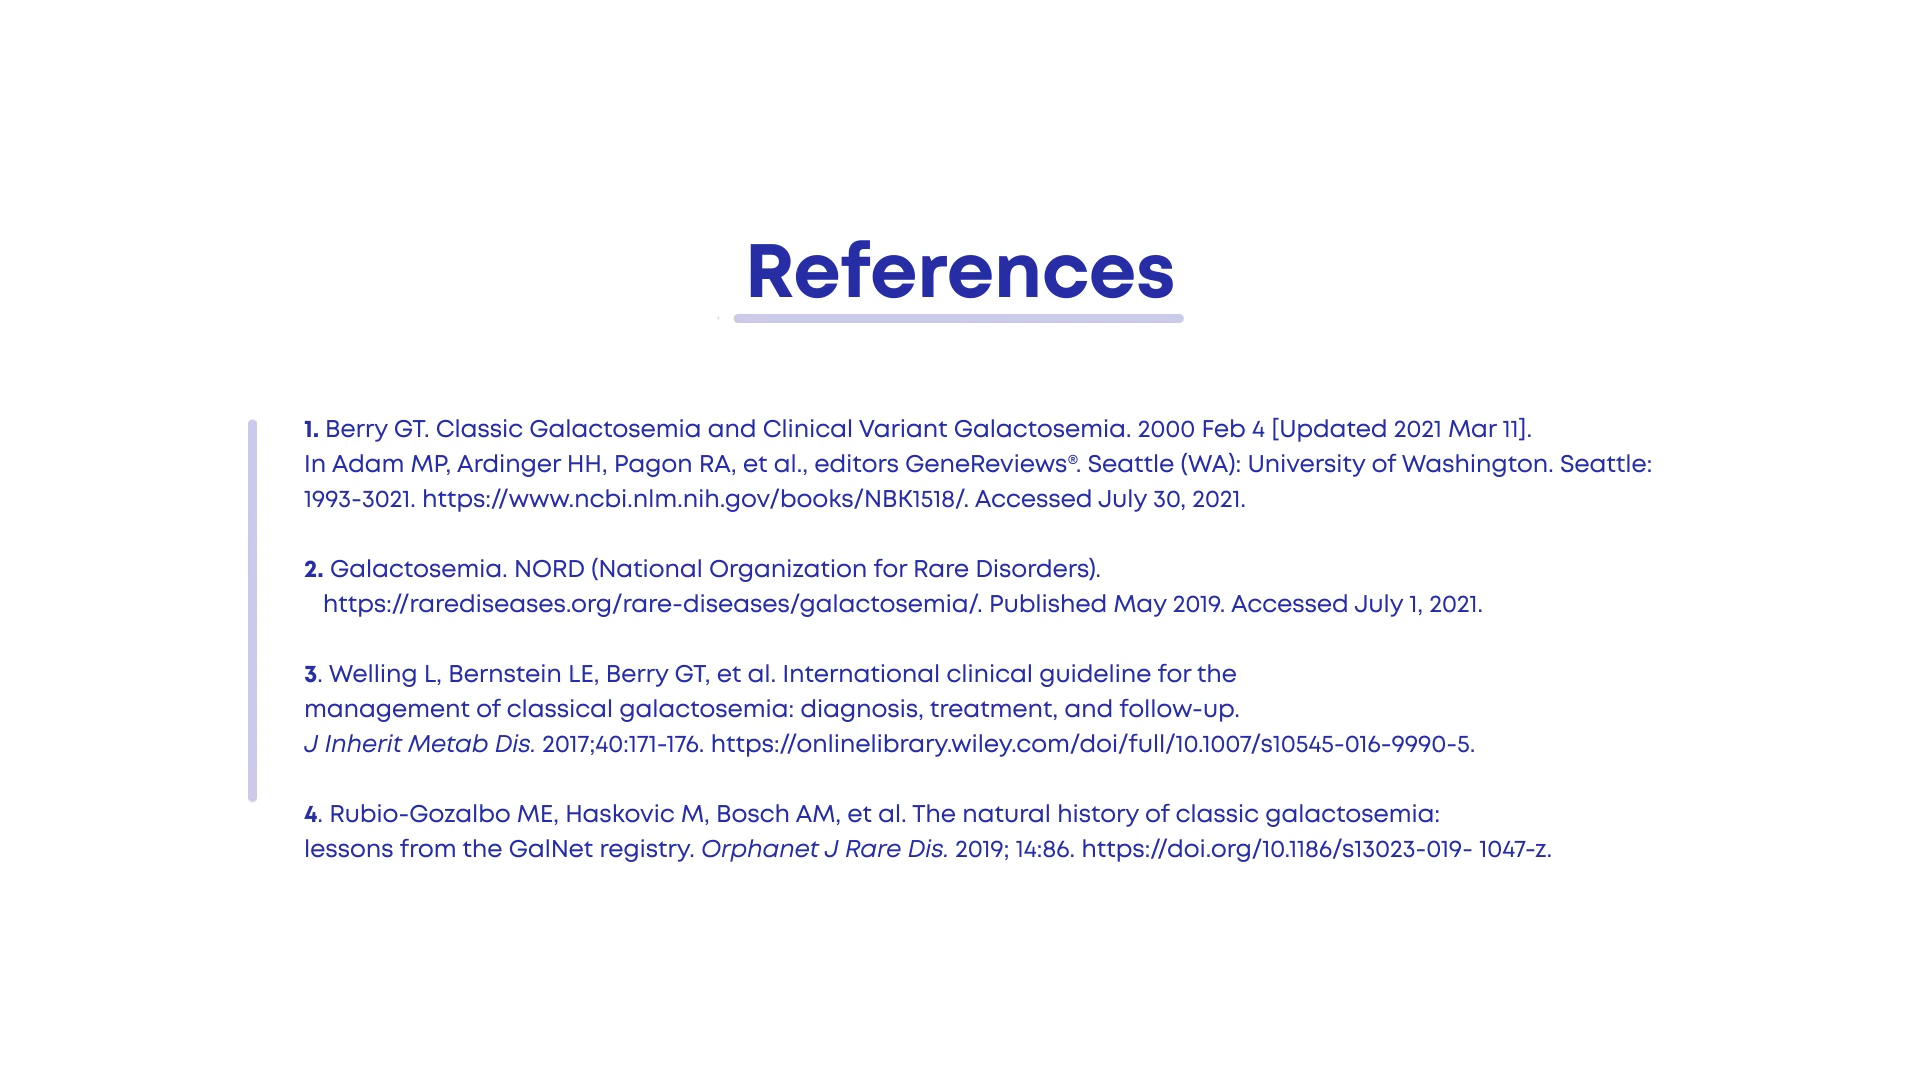 References
1. Berry GT. Classic Galactosemia and Clinical Variant Galactosemia. 2000 Feb 4 [Updated 2021 Mar 11].
In Adam MP, Ardinger HH, Pagon RA, et al., editors GeneReviews®. Seattle (WA): University of Washington. Seattle:
1993-3021. https://www.ncbi.nlm.nih.gov/books/NBK1518/. Accessed July 30, 2021.
2. Galactosemia. NORD (National Organization for Rare Disorders).
https://rarediseases.org/rare-diseases/galactosemia/. Published May 2019. Accessed July 1, 2021.
3. Welling L, Bernstein LE, Berry GT, et al. International clinical guideline for the
management of classical galactosemia: diagnosis, treatment, and follow-up.
J Inherit Metab Dis. 2017;40:171-176. https://onlinelibrary.wiley.com/doi/full/10.1007/s10545-016-9990-5.
4. Rubio-Gozalbo ME, Haskovic M, Bosch AM, et al. The natural history of classic galactosemia:
lessons from the GalNet registry. Orphanet J Rare Dis. 2019; 14:86. https://doi.org/10.1186/s13023-019- 1047-z.